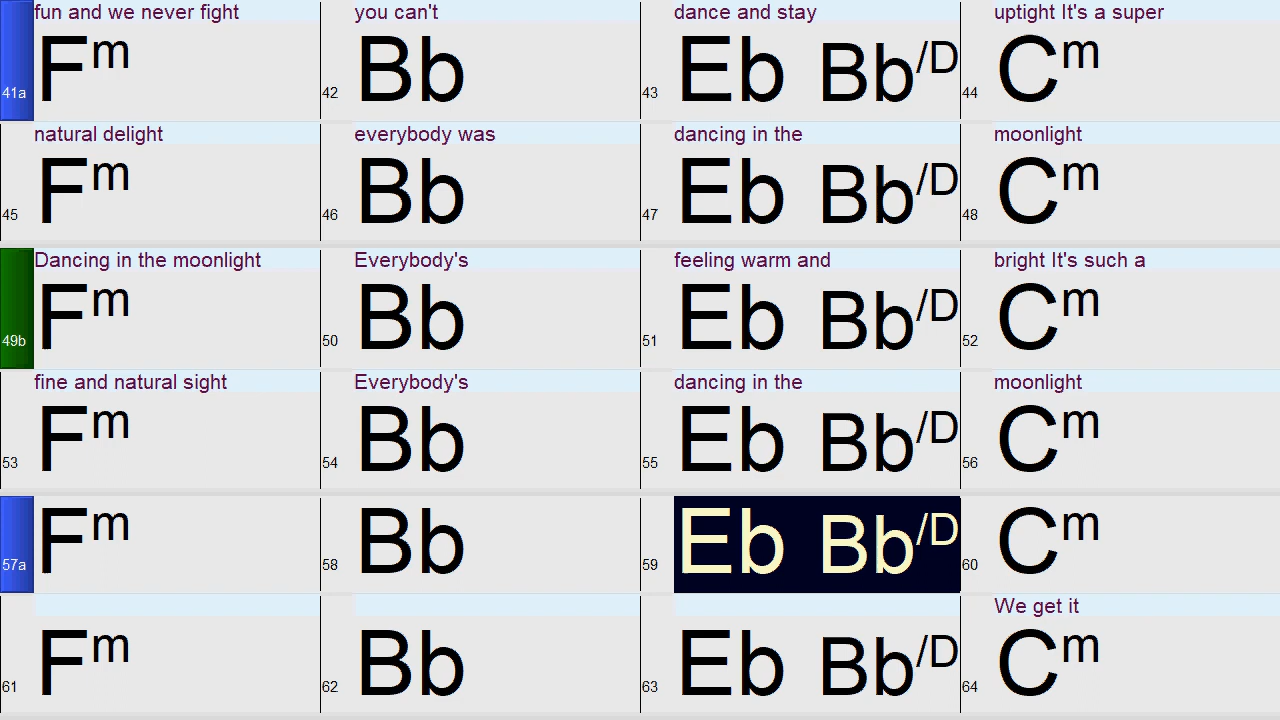 fun and we never fight you can't dance and stay uptight It's a super
41a Fm 42 Bb 43 Eb Bb/D 44 Cm
natural delight everybody was dancing in the moonlight
45 Fm 46 Bb 47 Eb Bb/D 48 Cm
Dancing in the moonlight Everybody's feeling warm and bright It's such a
49b Fm 50 Bb 51 Eb Bb/D 52 Cm
fine and natural sight Everybody's dancing in the moonlight
53 Fm 54 Bb 55 Eb Bb/D 56 Cm
57a Fm 58 Bb 59 Eb Bb/D 60 Cm
We get it
61 Fm 62 Bb 63 Eb Bb/D 64 Cm